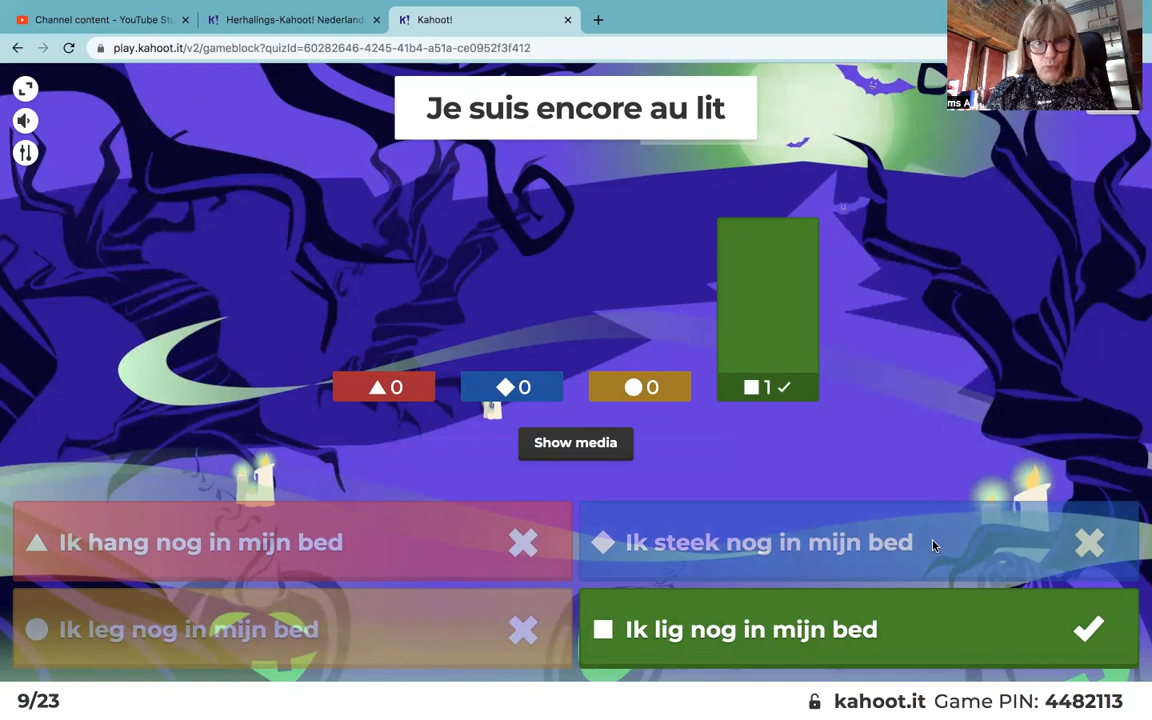 Channel content - YouTube Stu
K! Herhalings-Kahoot! Nederland
K! Kahoot!
play.kahoot.it/v2/gameblock?quizId=60282646-4245-41b4-a51a-ce0952f3f412
ms A
Je suis encore au lit
0
0
0
1
Show media
Ik hang nog in mijn bed
Ik steek nog in mijn bed
Ik leg nog in mijn bed
Ik lig nog in mijn bed
9/23
kahoot.it Game PIN: 4482113